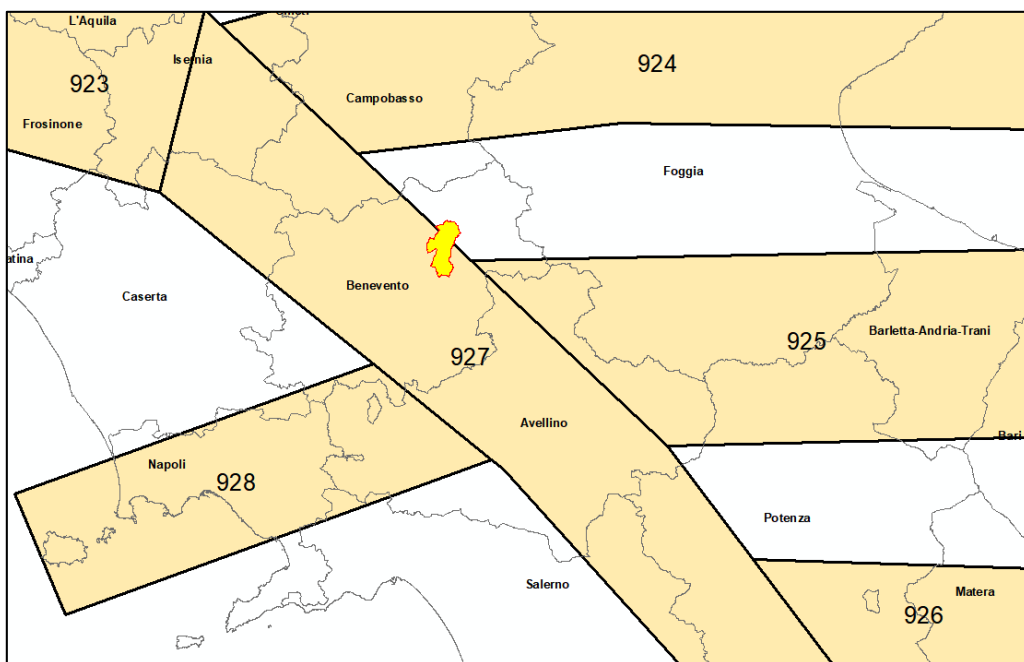 L'Aquila
Isernia
924
923
Campobasso
Frosinone
Foggia
Caserta
Benevento
Barletta-Andria-Trani
925
927
Avellino
Bari
Napoli
928
Potenza
Salerno
Matera
926